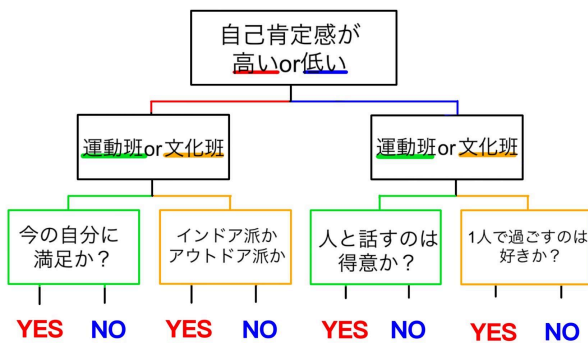 自己肯定感が
高いor低い
運動班or文化班
運動班or文化班
今の自分に
満足か？
インドア派か
アウトドア派か
人と話すのは
得意か？
1人で過ごすのは
好きか？
YES NO
YES NO
YES NO
YES NO